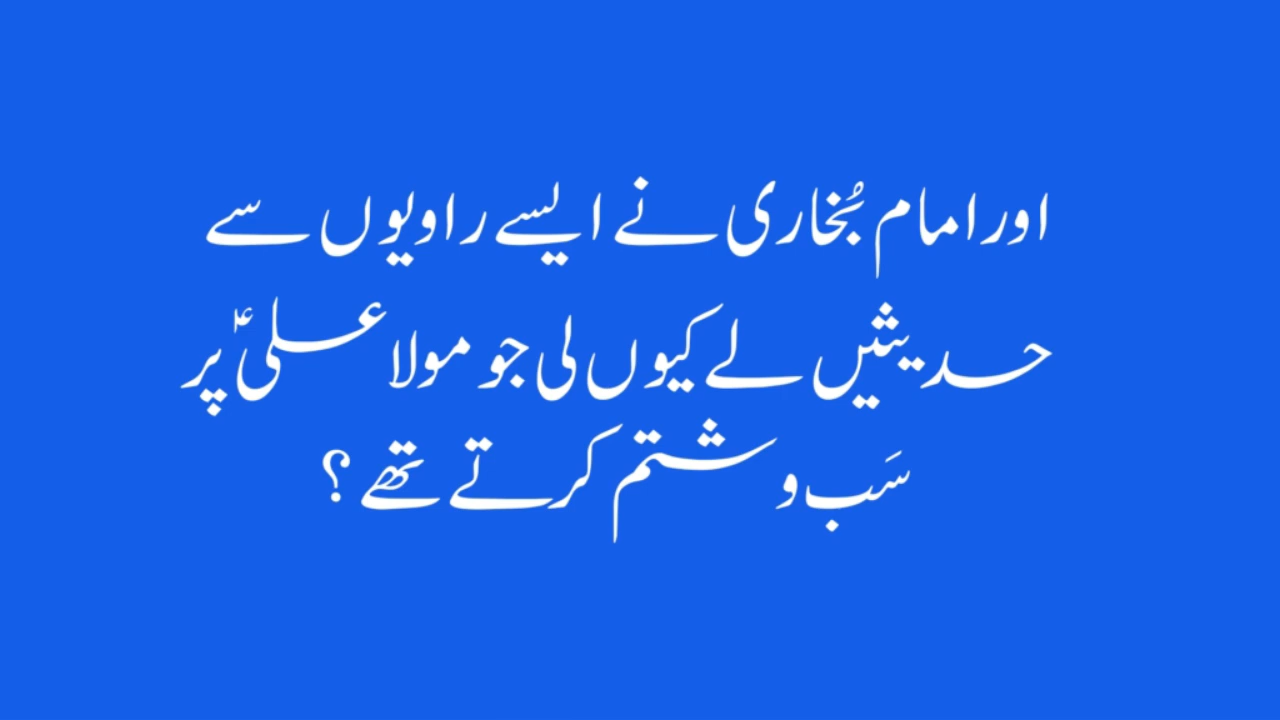 اور امام بُخاری نے ایسے راویوں سے
حدیثیں لے کیوں لی جو مولا علیؑ پر
سَب و شتم کرتے تھے ؟